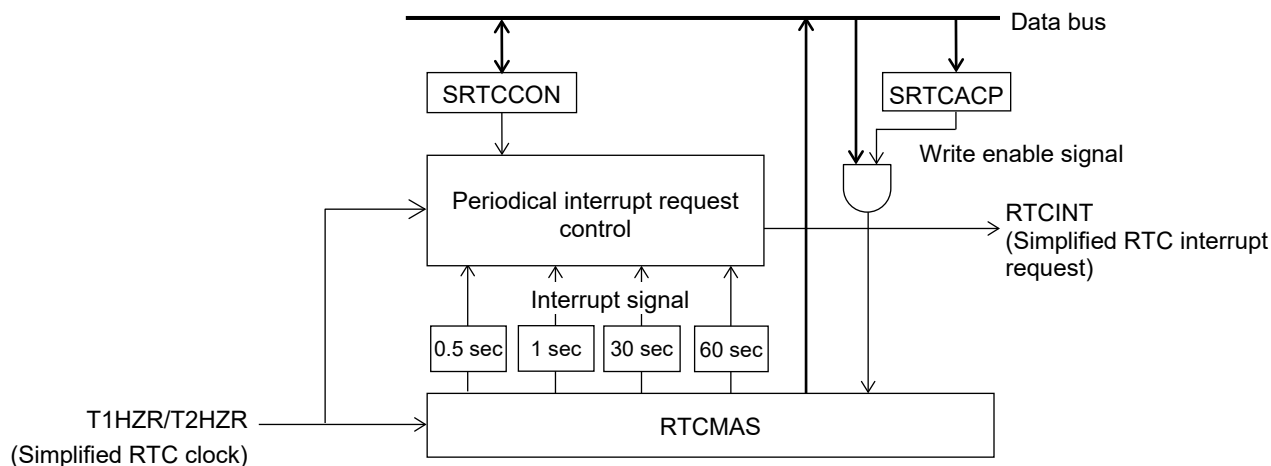 Data bus
SRTCCON
SRTCACP
Write enable signal
Periodical interrupt request
control
RTCINT
(Simplified RTC interrupt
request)
Interrupt signal
0.5 sec
1 sec
30 sec
60 sec
T1HZR/T2HZR
(Simplified RTC clock)
RTCMAS